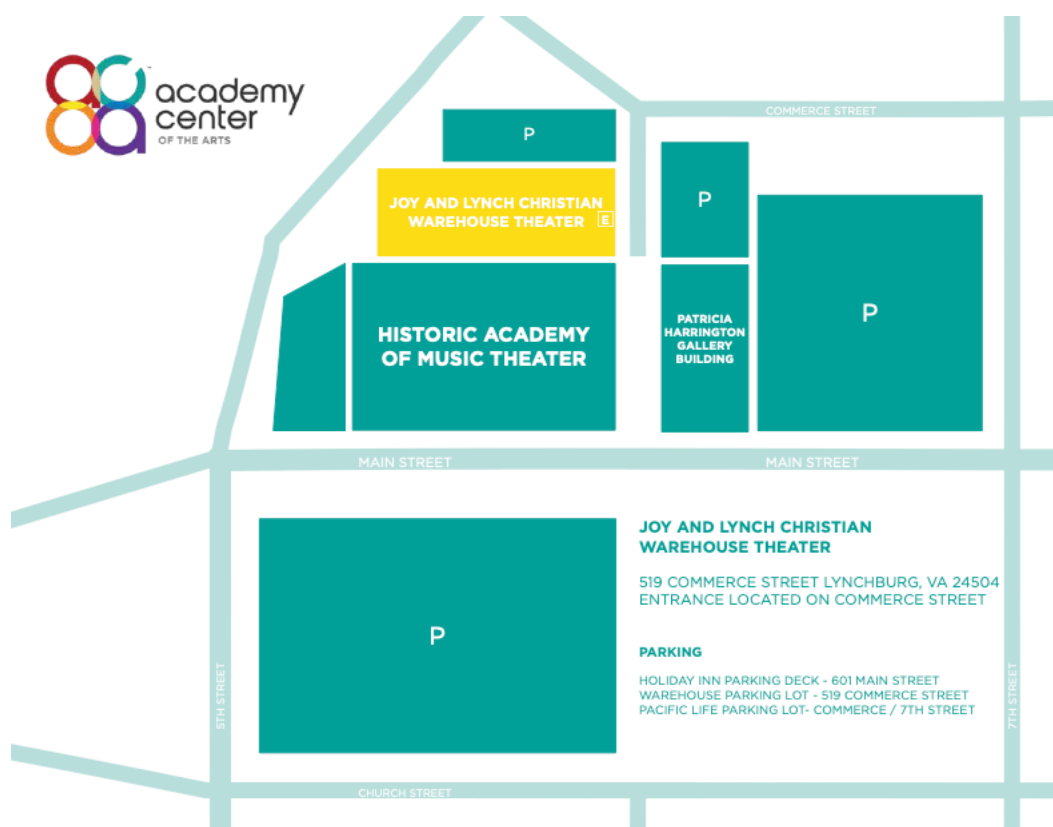 academy
center
OF THE ARTS
COMMERCE STREET
P
P
JOY AND LYNCH CHRISTIAN
WAREHOUSE THEATER E
P
HISTORIC ACADEMY
OF MUSIC THEATER
PATRICIA
HARRINGTON
GALLERY
BUILDING
MAIN STREET
MAIN STREET
JOY AND LYNCH CHRISTIAN
WAREHOUSE THEATER
519 COMMERCE STREET LYNCHBURG, VA 24504
ENTRANCE LOCATED ON COMMERCE STREET
P
PARKING
HOLIDAY INN PARKING DECK - 601 MAIN STREET
WAREHOUSE PARKING LOT - 519 COMMERCE STREET
PACIFIC LIFE PARKING LOT- COMMERCE / 7TH STREET
5TH STREET
7TH STREET
CHURCH STREET